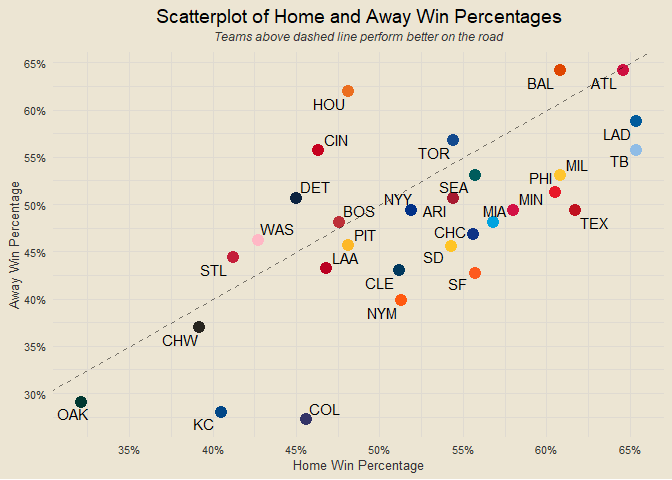 Scatterplot of Home and Away Win Percentages
Teams above dashed line perform better on the road
65%
60%
55%
50%
45%
40%
35%
30%
Away Win Percentage
BAL
ATL
HOU
LAD
CIN
TOR
TB
MIL
PHI
DET
SEA
NYY
MIN
BOS
ARI
MIA
TEX
WAS
PIT
CHC
STL
LAA
SD
CLE
SF
NYM
CHW
OAK
KC
COL
35%
40%
45%
50%
55%
60%
65%
Home Win Percentage